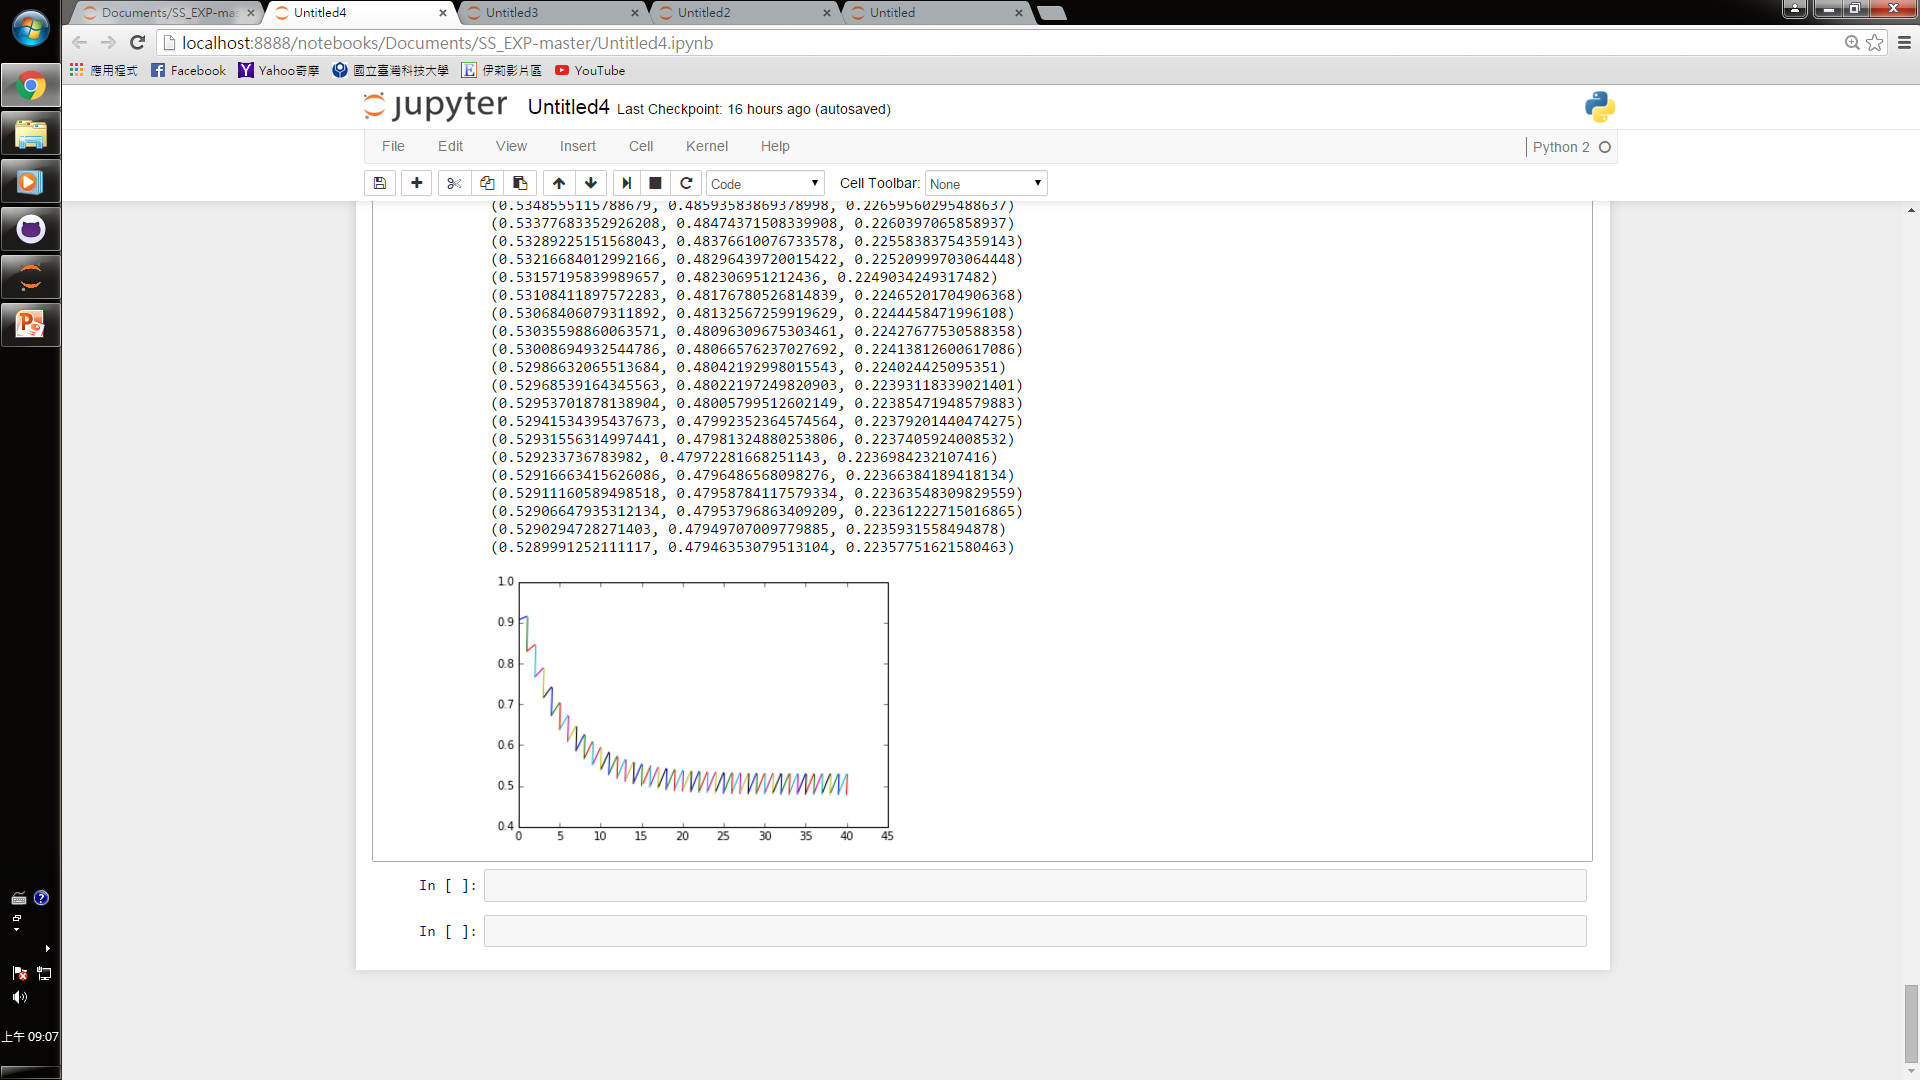 Documents/SS_EXP-ma
Untitled4
Untitled3
Untitled2
Untitled
localhost:8888/notebooks/Documents/SS_EXP-master/Untitled4.ipynb
應用程式
Facebook
Yahoo奇摩
國立臺灣科技大學
伊莉影片區
YouTube
jupyter Untitled4 Last Checkpoint: 16 hours ago (autosaved)
File Edit View Insert Cell Kernel Help
Python 2
Code
Cell Toolbar: None
(0.5348555115788679, 0.48593583869378998, 0.22659560295488637)
(0.53377683352926208, 0.48474371508339908, 0.2260397065858937)
(0.53289225151568043, 0.48376610076733578, 0.22558383754359143)
(0.53216684012992166, 0.48296439720015422, 0.22520999703064448)
(0.53157195839989657, 0.482306951212436, 0.2249034249317482)
(0.53108411897572283, 0.48176780526814839, 0.22465201704906368)
(0.53068406079311892, 0.48132567259919629, 0.2244458471996108)
(0.53035598860063571, 0.48096309675303461, 0.22427677530588358)
(0.53008694932544786, 0.48066576237027692, 0.22413812600617086)
(0.52986632065513684, 0.48042192998015543, 0.224024425095351)
(0.52968539164345563, 0.48022197249820903, 0.22393118339021401)
(0.52953701878138904, 0.48005799512602149, 0.22385471948579883)
(0.52941534395437673, 0.47992352364574564, 0.22379201440474275)
(0.52931556314997441, 0.47981324880253806, 0.2237405924008532)
(0.529233736783982, 0.47972281668251143, 0.2236984232107416)
(0.52916663415626086, 0.4796486568098276, 0.22366384189418134)
(0.52911160589498518, 0.47958784117579334, 0.22363548309829559)
(0.52906647935312134, 0.47953796863409209, 0.22361222715016865)
(0.5290294728271403, 0.47949707009779885, 0.2235931558494878)
(0.5289991252111117, 0.47946353079513104, 0.22357751621580463)
1.0
0.9
0.8
0.7
0.6
0.5
0.4
0 5 10 15 20 25 30 35 40 45
In [ ]:
In [ ]:
上午 09:07